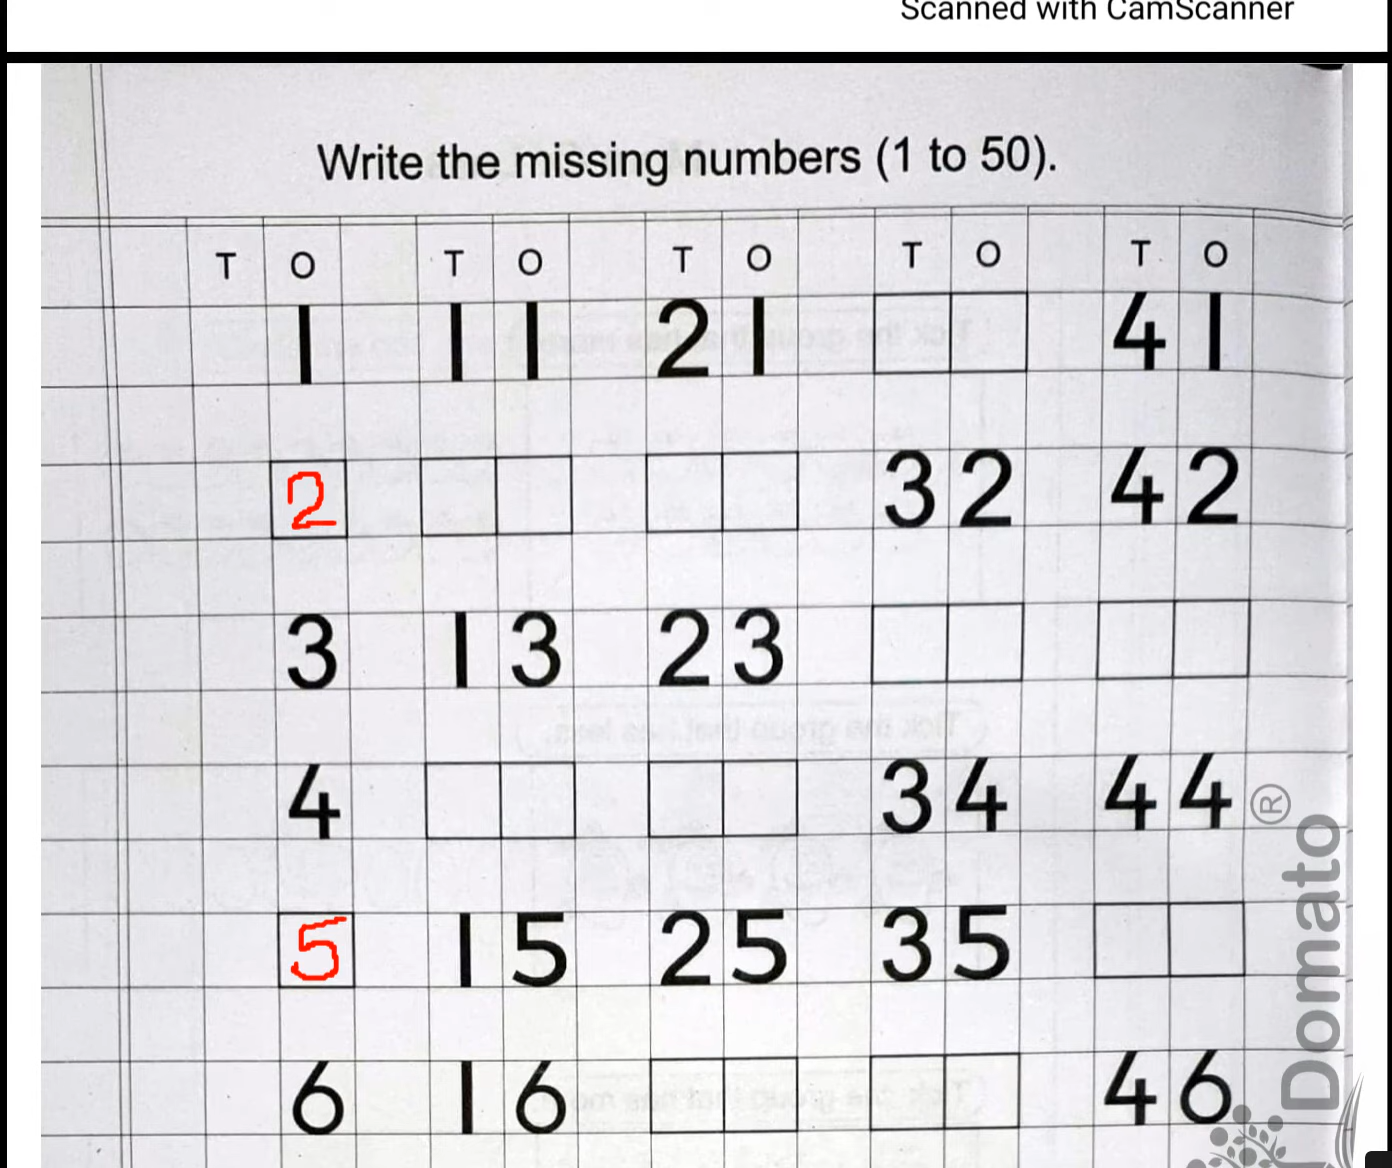 Scanned with CamScanner
Write the missing numbers (1 to 50).
T O T O T O T O T O
1 11 21 41
2 32 42
3 13 23
4 34 44
5 15 25 35
6 16 46
Domato®